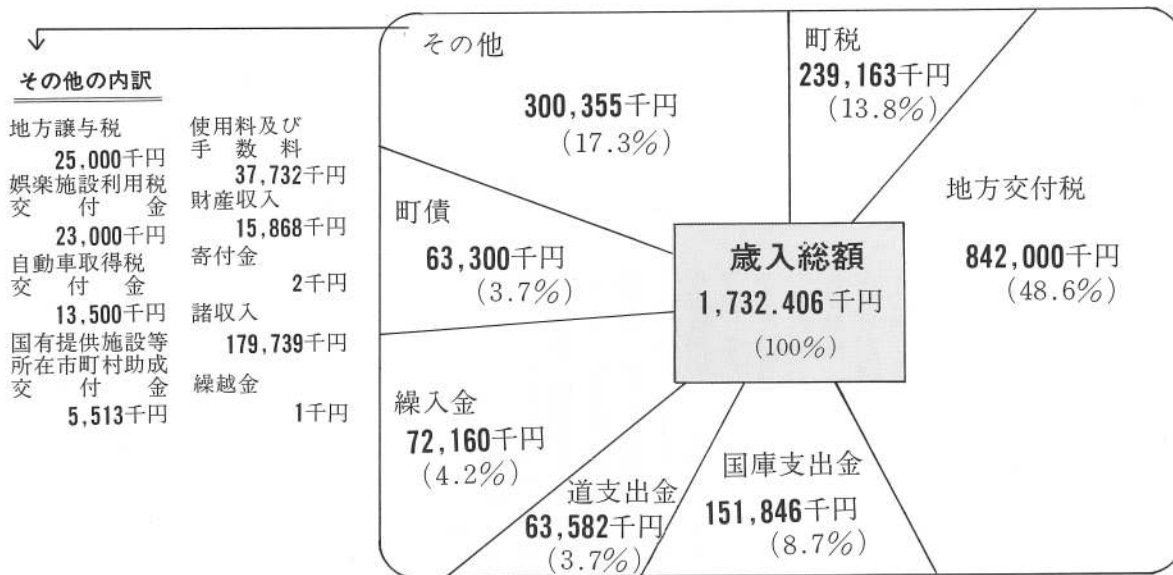 その他の内訳
地方譲与税
25,000千円
娯楽施設利用税
交付金
23,000千円
自動車取得税
交付金
13,500千円
国有提供施設等
所在市町村助成
交付金
5,513千円
使用料及び
手数料
37,732千円
財産収入
15,868千円
寄付金
2千円
諸収入
179,739千円
繰越金
1千円
その他
300,355千円
(17.3%)
町税
239,163千円
(13.8%)
地方交付税
842,000千円
(48.6%)
町債
63,300千円
(3.7%)
歳入総額
1,732.406千円
(100%)
繰入金
72,160千円
(4.2%)
道支出金
63,582千円
(3.7%)
国庫支出金
151,846千円
(8.7%)